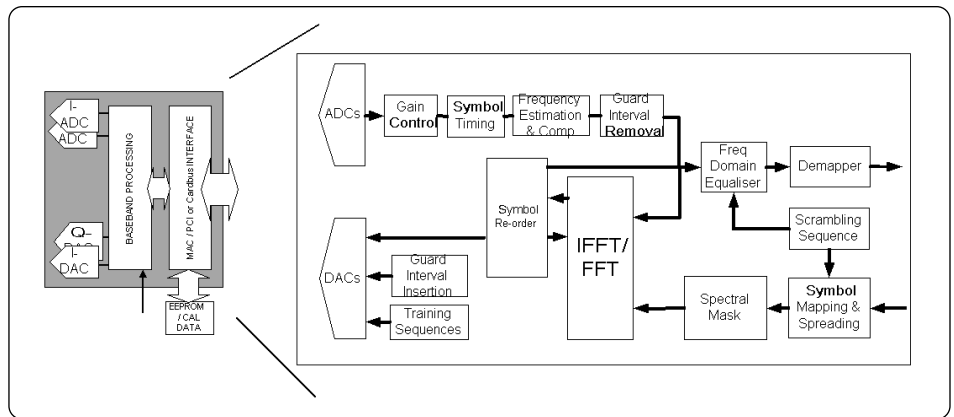 I-
ADC
ADC
Q-
DAC
I-
DAC
BASEBAND PROCESSING
MAC / PCI or Cardbus INTERFACE
EEPROM
/ CAL
DATA
ADCs
Gain
Control
Symbol
Timing
Frequency
Estimation
& Comp
Guard
Interval
Removal
Freq
Domain
Equaliser
Demapper
Symbol
Re-order
IFFT/
FFT
Scrambling
Sequence
DACs
Guard
Interval
Insertion
Training
Sequences
Spectral
Mask
Symbol
Mapping &
Spreading